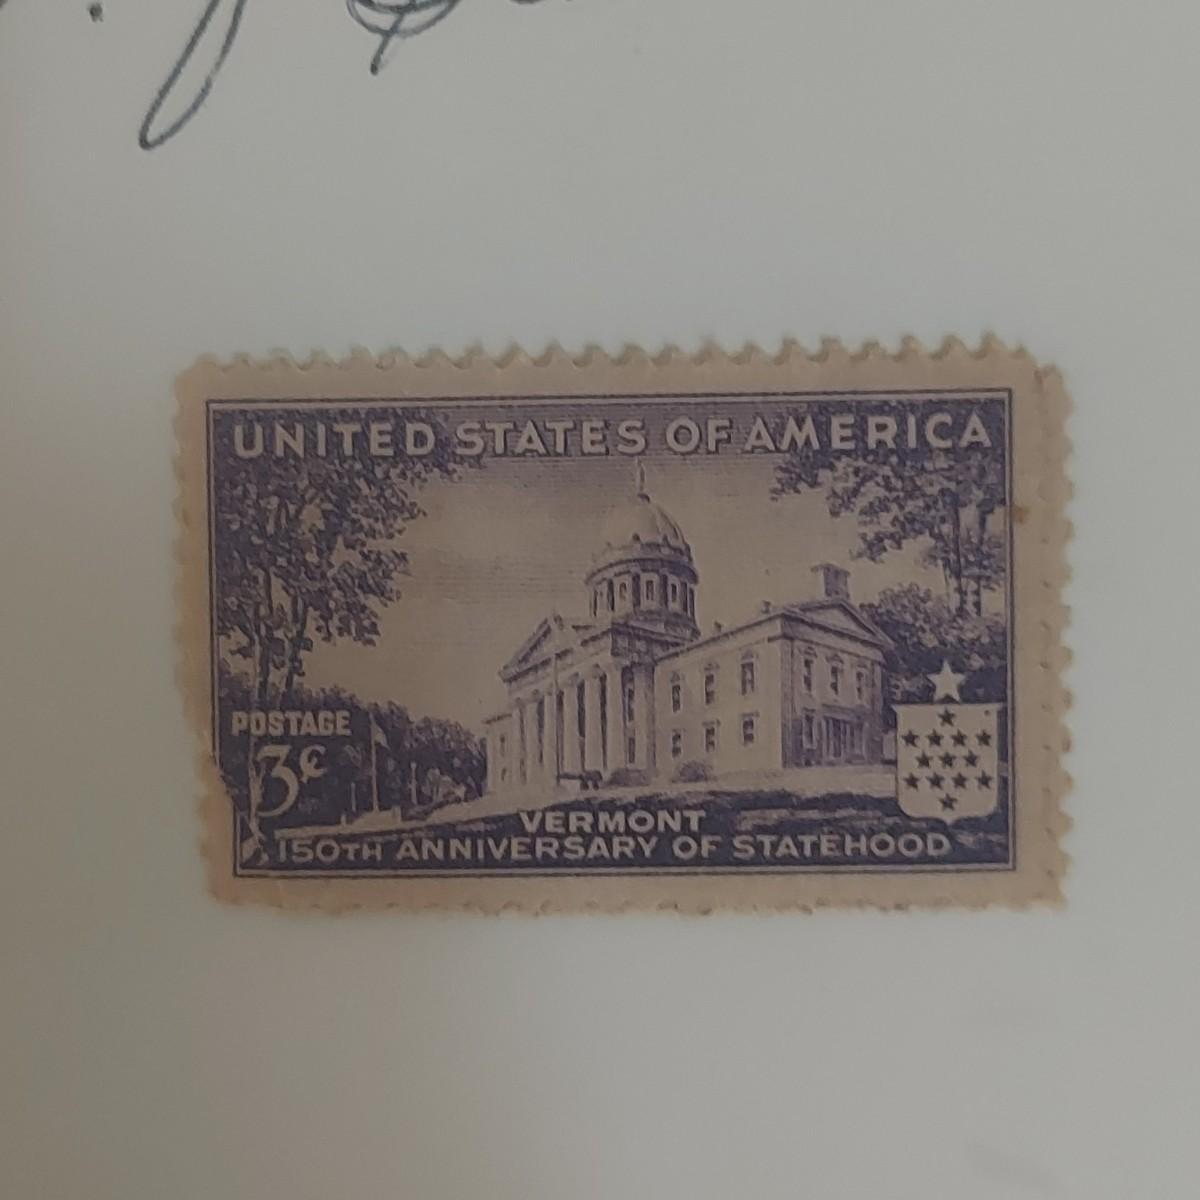 UNITED STATES OF AMERICA
POSTAGE
3¢
VERMONT
150TH ANNIVERSARY OF STATEHOOD